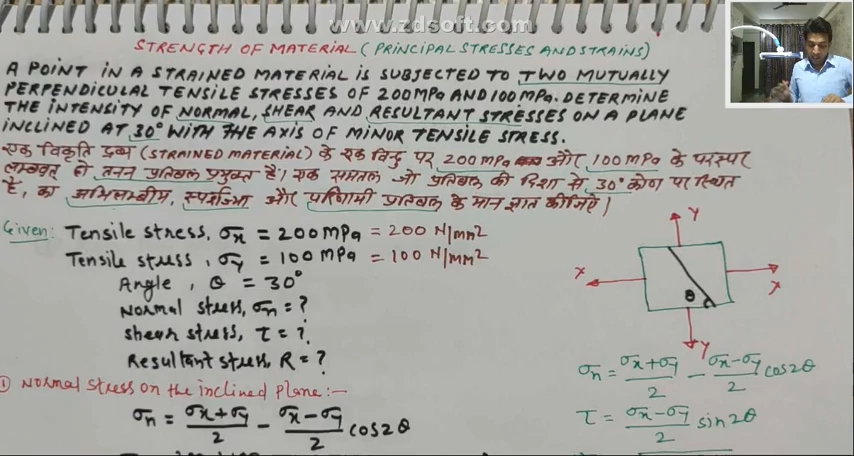 www.zdsoft.com
STRENGTH OF MATERIAL (PRINCIPAL STRESSES AND STRAINS)
A POINT IN A STRAINED MATERIAL IS SUBJECTED TO TWO MUTUALLY
PERPENDICULAL TENSILE STRESSES OF 200 MPa AND 100 MPa. DETERMINE
THE INTENSITY OF NORMAL, SHEAR AND RESULTANT STRESSES ON A PLANE
INCLINED AT 30° WITH THE AXIS OF MINOR TENSILE STRESS.
एक विकृति द्रव्य (STRAINED MATERIAL) के एक बिन्दु पर 200 MPa और 100 MPa के परस्पर
लम्बवत दो तनन प्रतिबल प्रयुक्त है। एक समतल जो प्रतिबल की दिशा से 30° कोण पर स्थित
है, का अभिलम्बीय, और परिणामी प्रतिबल के मान ज्ञात कीजिए।
Given: Tensile stress, σx = 200 MPa = 200 N/mm2
Tensile stress, σy = 100 MPa = 100 N/mm2
Angle, θ = 30°
Normal stress, σn = ?
shear stress, τ = ?
Resultant stress, R = ?
① Normal stress on the inclined plane:-
σn = σx+σy/2 - σx-σy/2 cos2θ
Y
X
X
θ
Y
σn = σx+σy/2 - σx-σy/2 cos2θ
τ = σx-σy/2 sin2θ